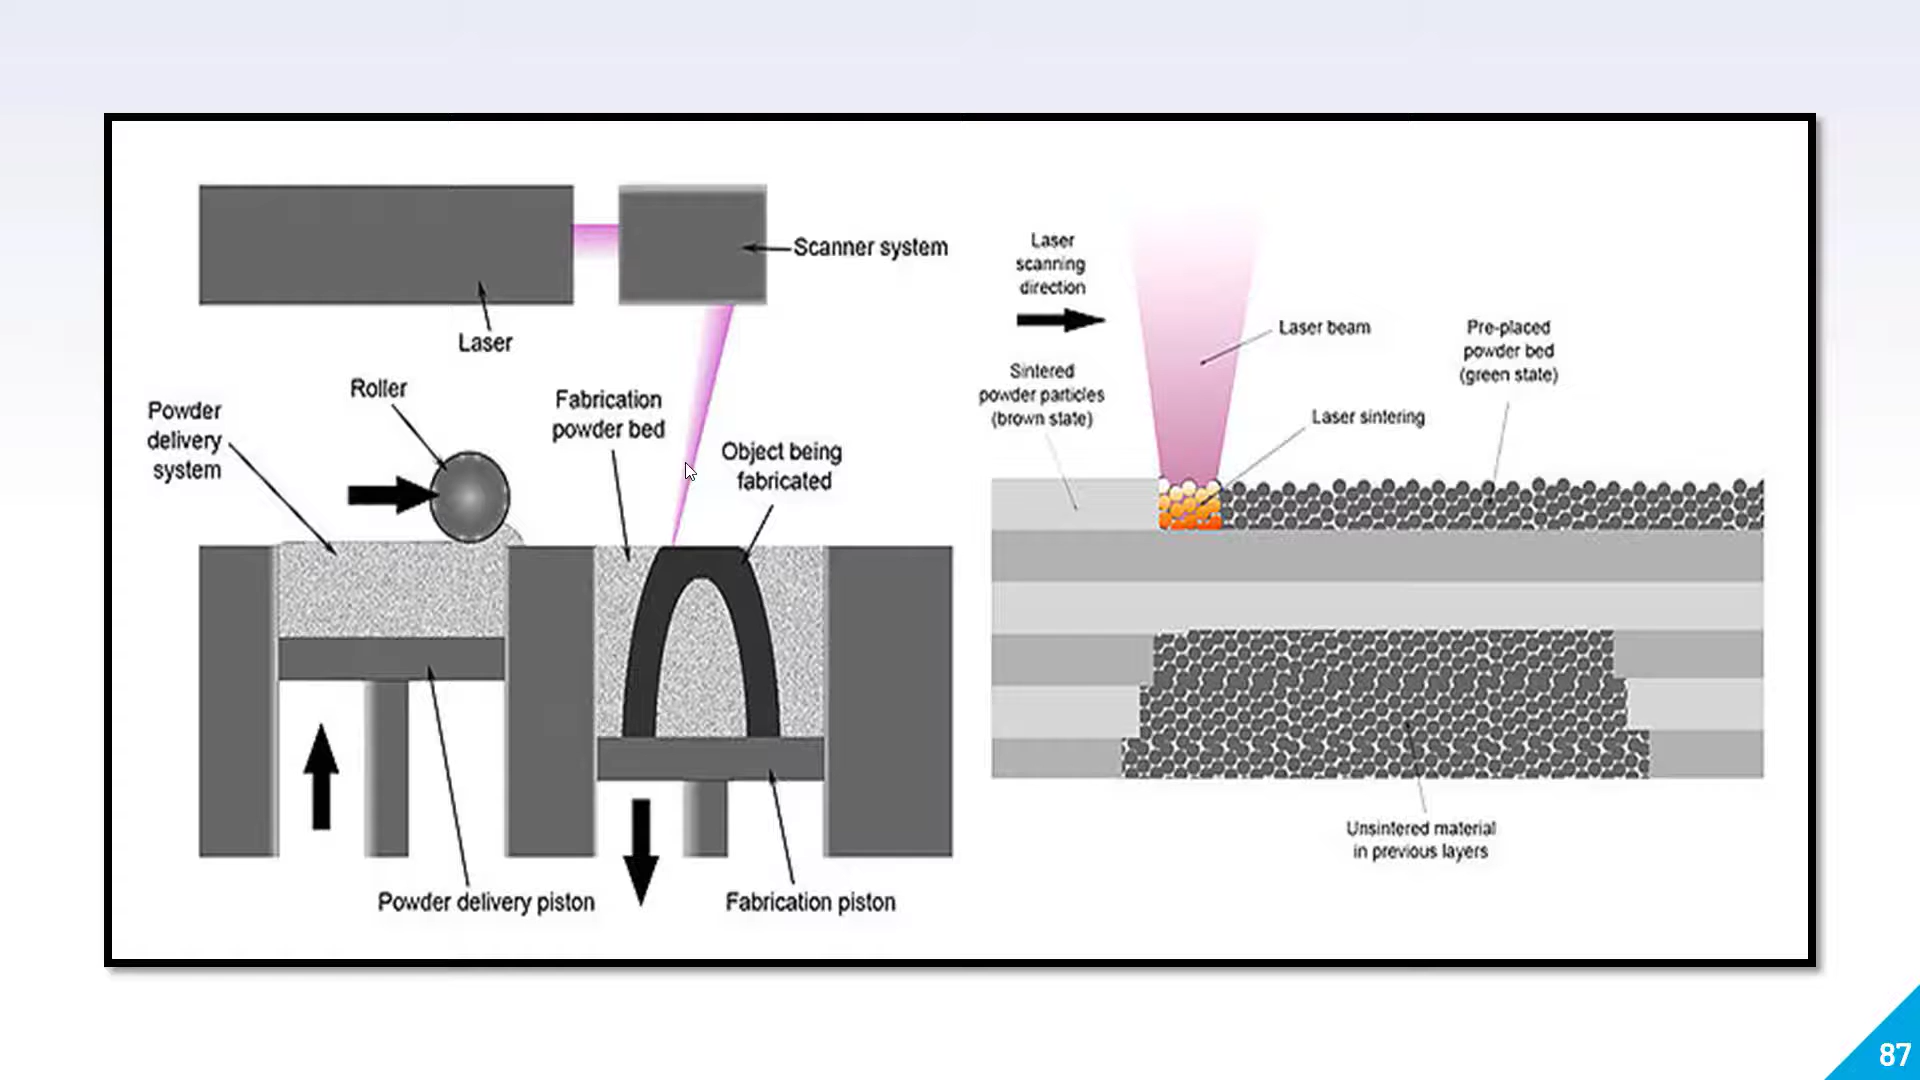 Scanner system
Laser
Roller
Powder
delivery
system
Fabrication
powder bed
Object being
fabricated
Powder delivery piston
Fabrication piston
Laser
scanning
direction
Laser beam
Pre-placed
powder bed
(green state)
Sintered
powder particles
(brown state)
Laser sintering
Unsintered material
in previous layers
87